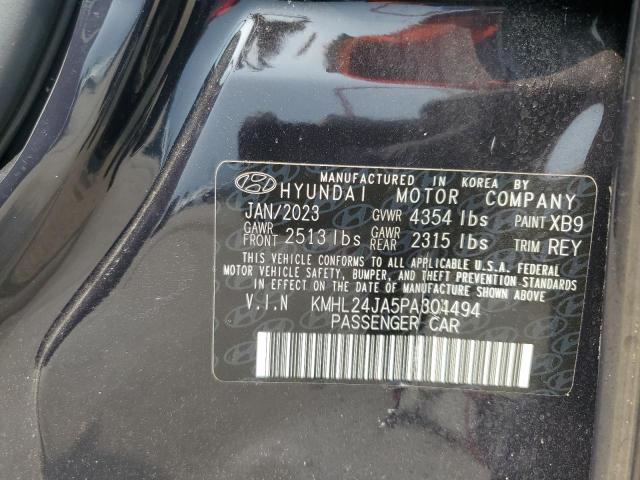 MANUFACTURED IN KOREA BY
HYUNDAI MOTOR COMPANY
JAN/2023 GVWR 4354 lbs PAINT XB9
GAWR FRONT 2513 lbs GAWR REAR 2315 lbs TRIM REY
THIS VEHICLE CONFORMS TO ALL APPLICABLE U.S.A. FEDERAL
MOTOR VEHICLE SAFETY, BUMPER, AND THEFT PREVENTION STANDARDS
IN EFFECT ON THE DATE OF MANUFACTURE SHOWN ABOVE.
V.I.N KMHL24JA5PA304494
PASSENGER CAR